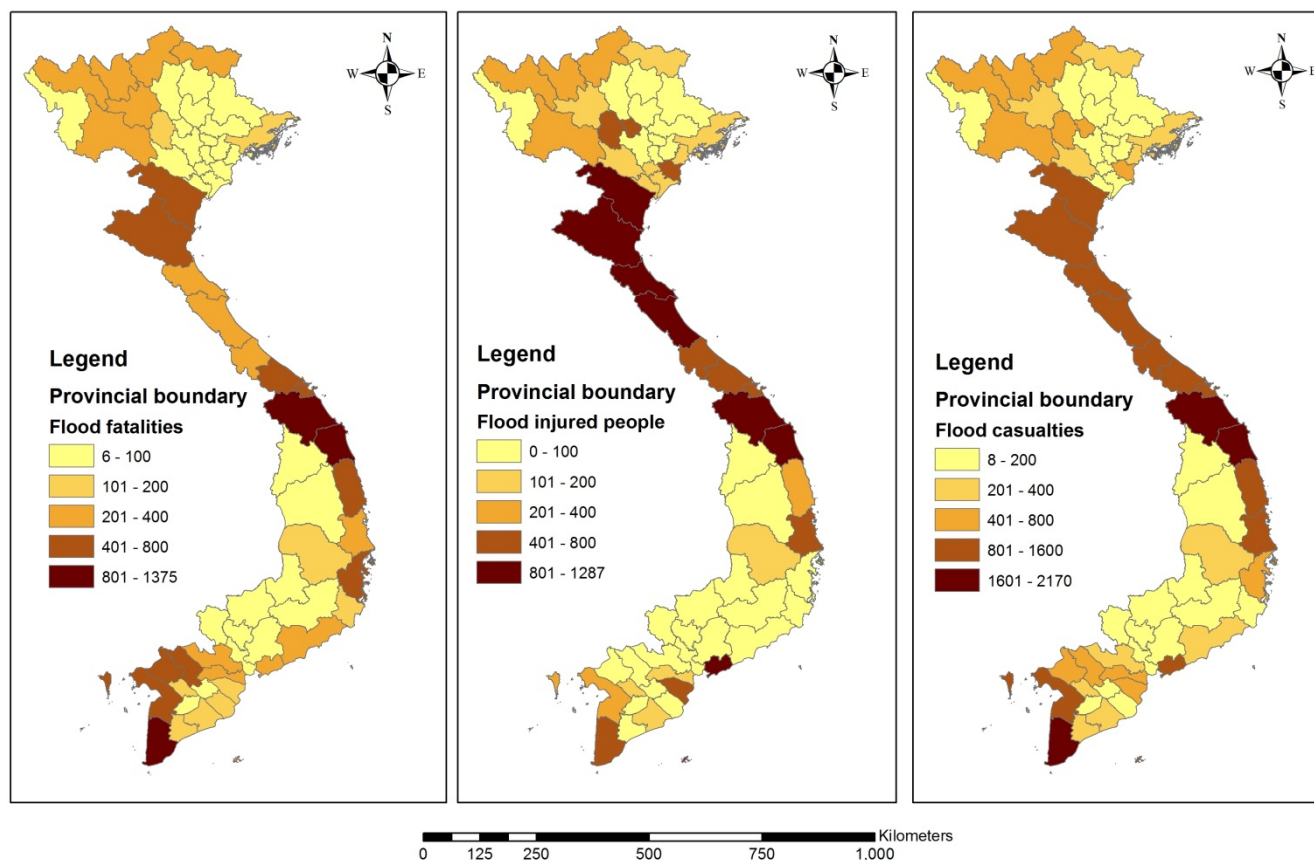 N
W E
S
Legend
Provincial boundary
Flood fatalities
6 - 100
101 - 200
201 - 400
401 - 800
801 - 1375
N
W E
S
Legend
Provincial boundary
Flood injured people
0 - 100
101 - 200
201 - 400
401 - 800
801 - 1287
N
W E
S
Legend
Provincial boundary
Flood casualties
8 - 200
201 - 400
401 - 800
801 - 1600
1601 - 2170
Kilometers
0 125 250 500 750 1.000